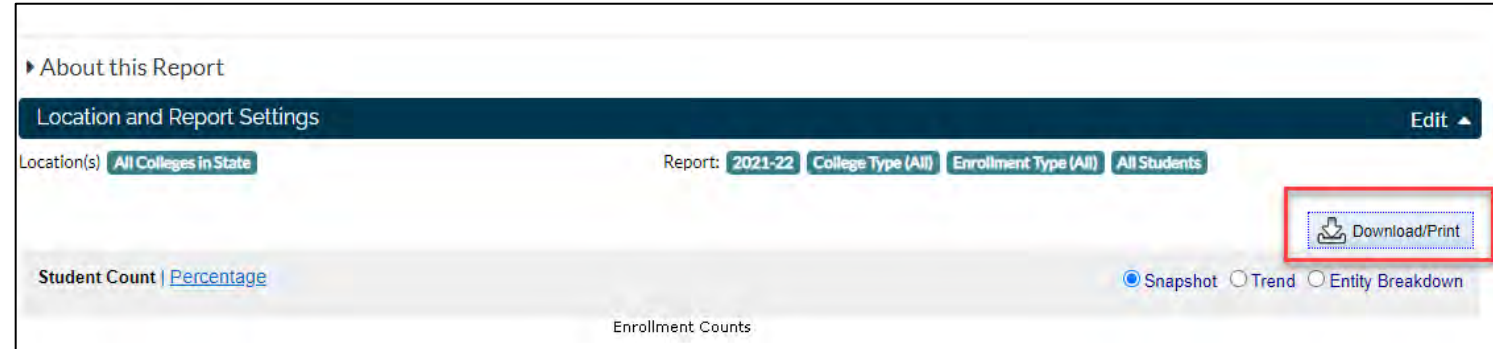 About this Report
Location and Report Settings Edit
Location(s) All Colleges in State Report: 2021-22 College Type (All) Enrollment Type (All) All Students
Download/Print
Student Count | Percentage Snapshot Trend Entity Breakdown
Enrollment Counts